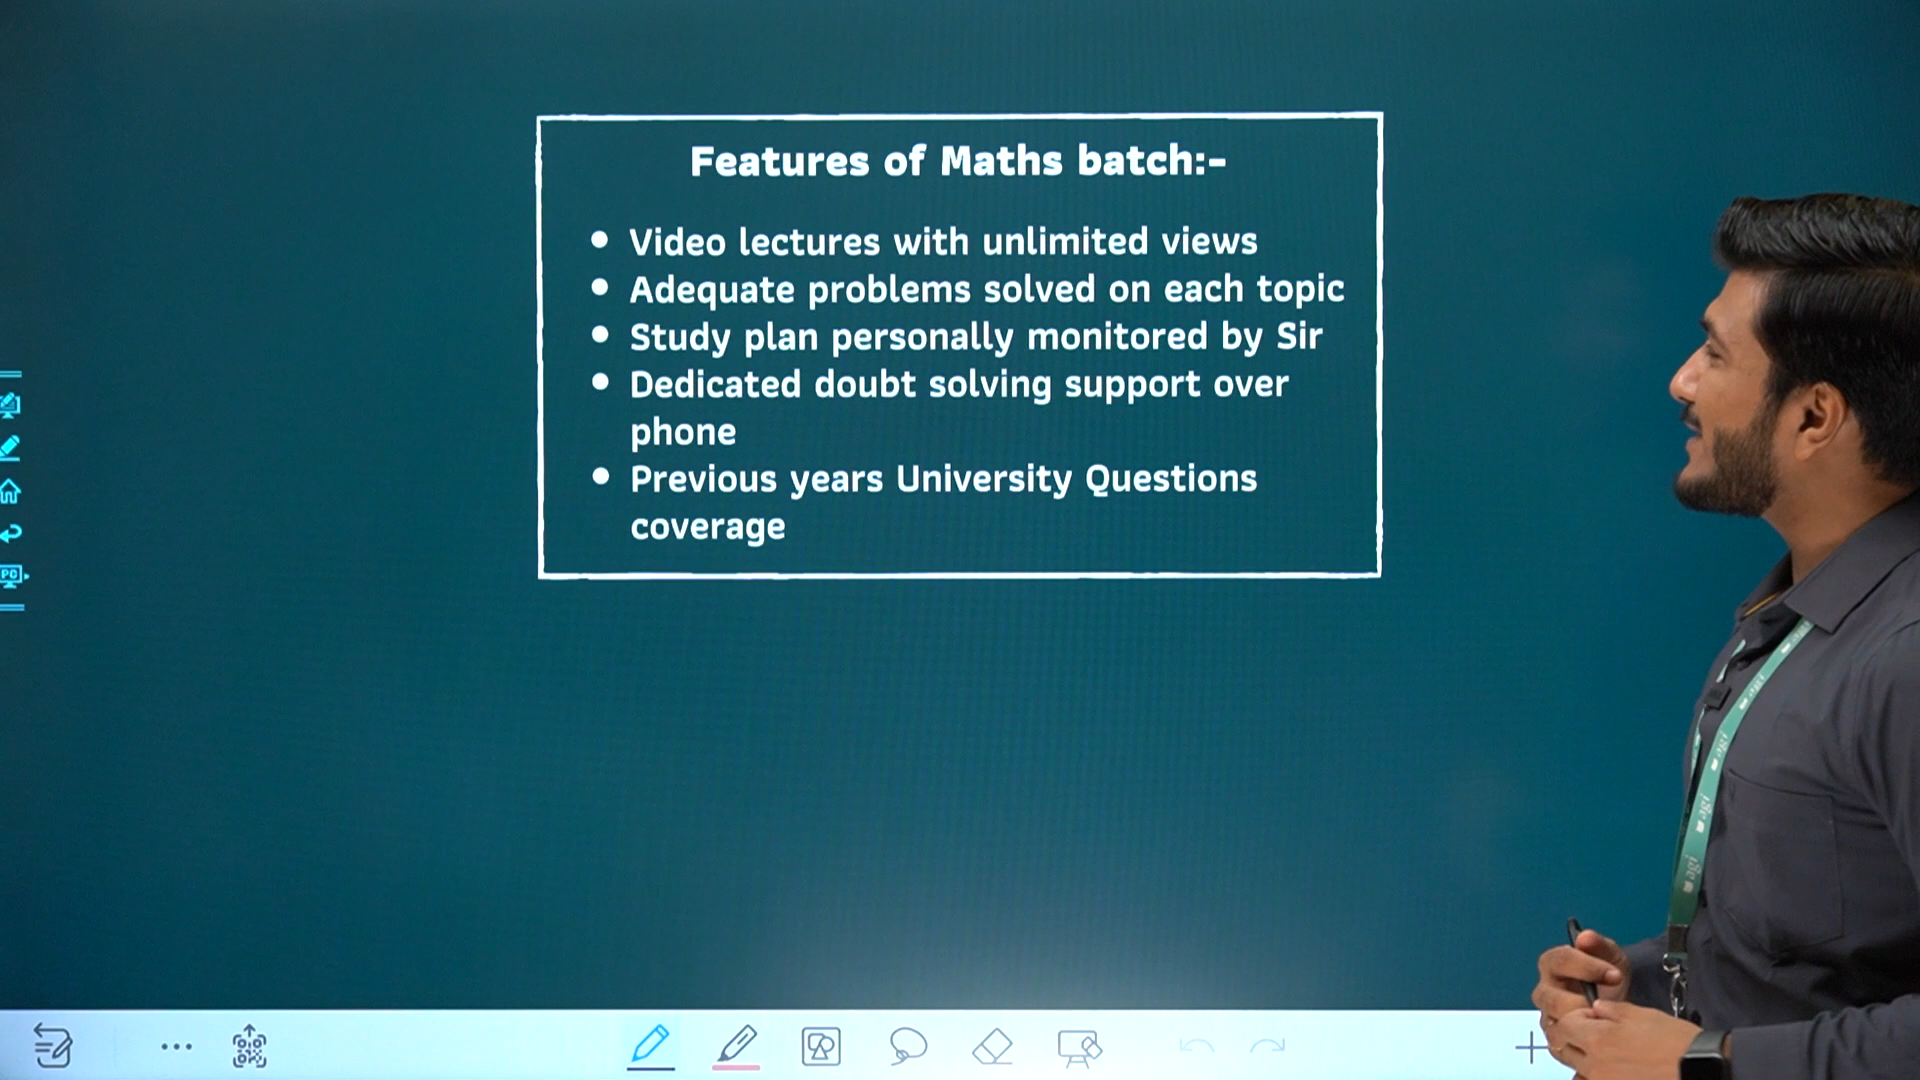 Features of Maths batch:-
• Video lectures with unlimited views
• Adequate problems solved on each topic
• Study plan personally monitored by Sir
• Dedicated doubt solving support over
phone
• Previous years University Questions
coverage
PC